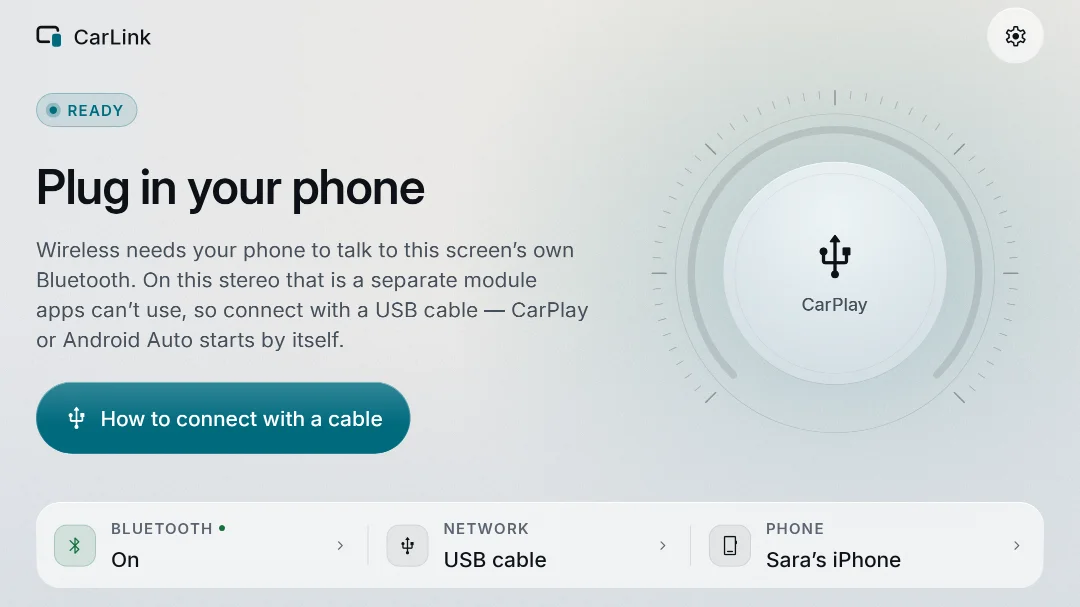 CarLink
READY
Plug in your phone
Wireless needs your phone to talk to this screen’s own
Bluetooth. On this stereo that is a separate module
apps can’t use, so connect with a USB cable — CarPlay
or Android Auto starts by itself.
How to connect with a cable
CarPlay
BLUETOOTH
On
NETWORK
USB cable
PHONE
Sara’s iPhone